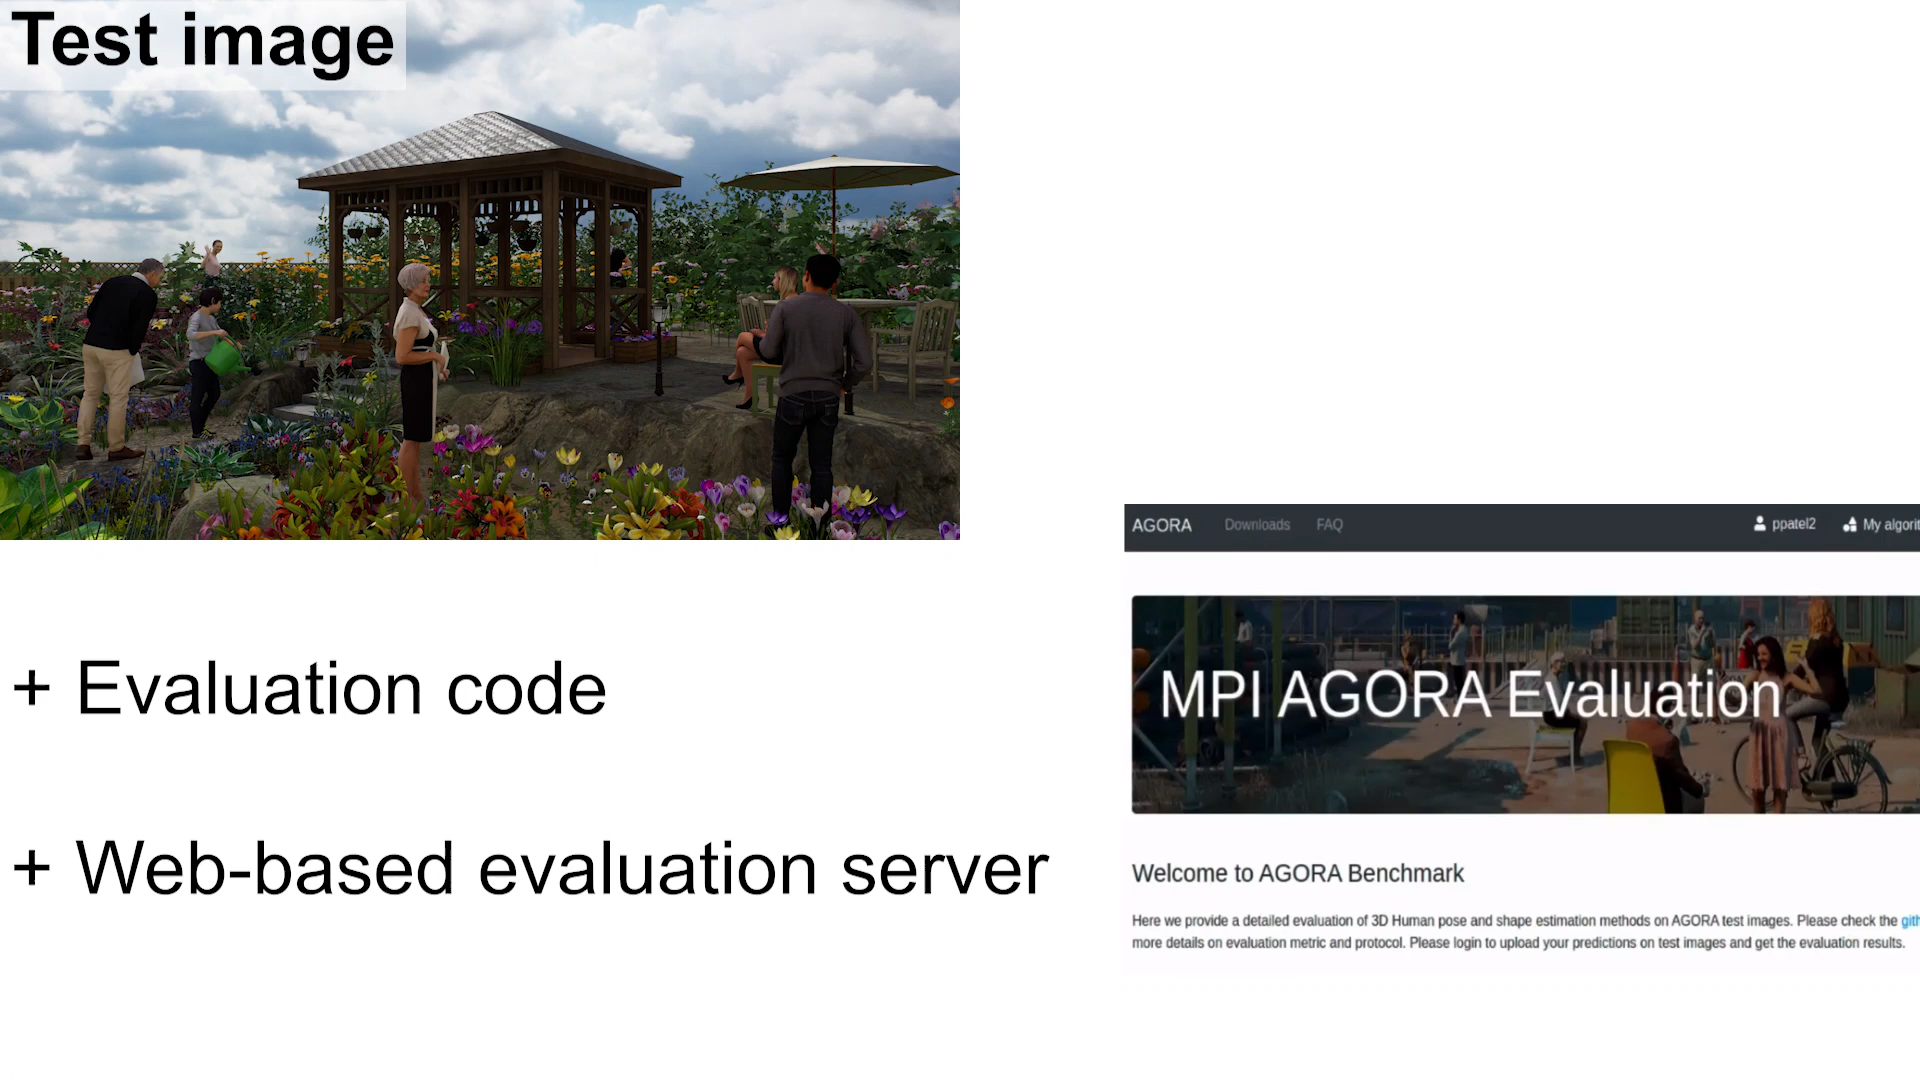 Test image
+ Evaluation code
+ Web-based evaluation server
AGORA Downloads FAQ ppatel2 My
MPI AGORA Evaluation
Welcome to AGORA Benchmark
Here we provide a detailed evaluation of 3D Human pose and shape estimation methods on AGORA test images. Please check the
more details on evaluation metric and protocol. Please login to upload your predictions on test images and get the evaluation results.